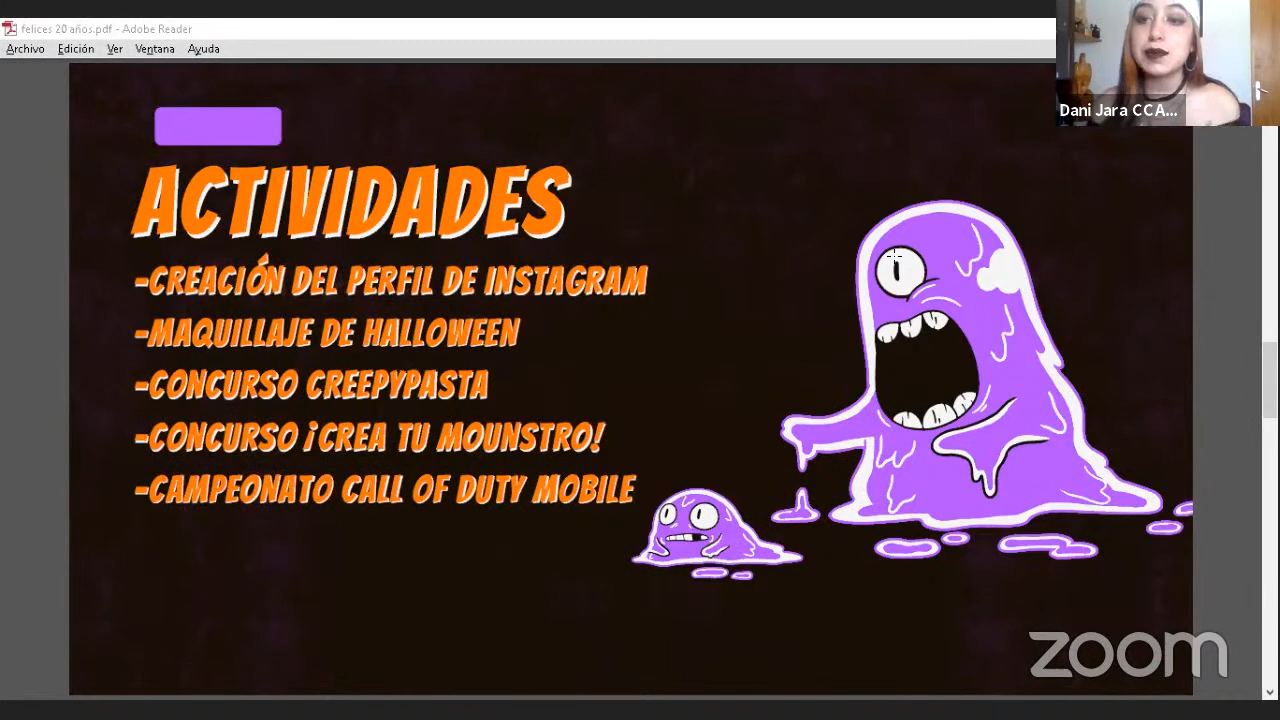 felices 20 años.pdf - Adobe Reader
Archivo Edición Ver Ventana Ayuda
Dani Jara CCA...
ACTIVIDADES
-CREACIÓN DEL PERFIL DE INSTAGRAM
-MAQUILLAJE DE HALLOWEEN
-CONCURSO CREEPYPASTA
-CONCURSO ¡CREA TU MOUNSTRO!
-CAMPEONATO CALL OF DUTY MOBILE
zoom